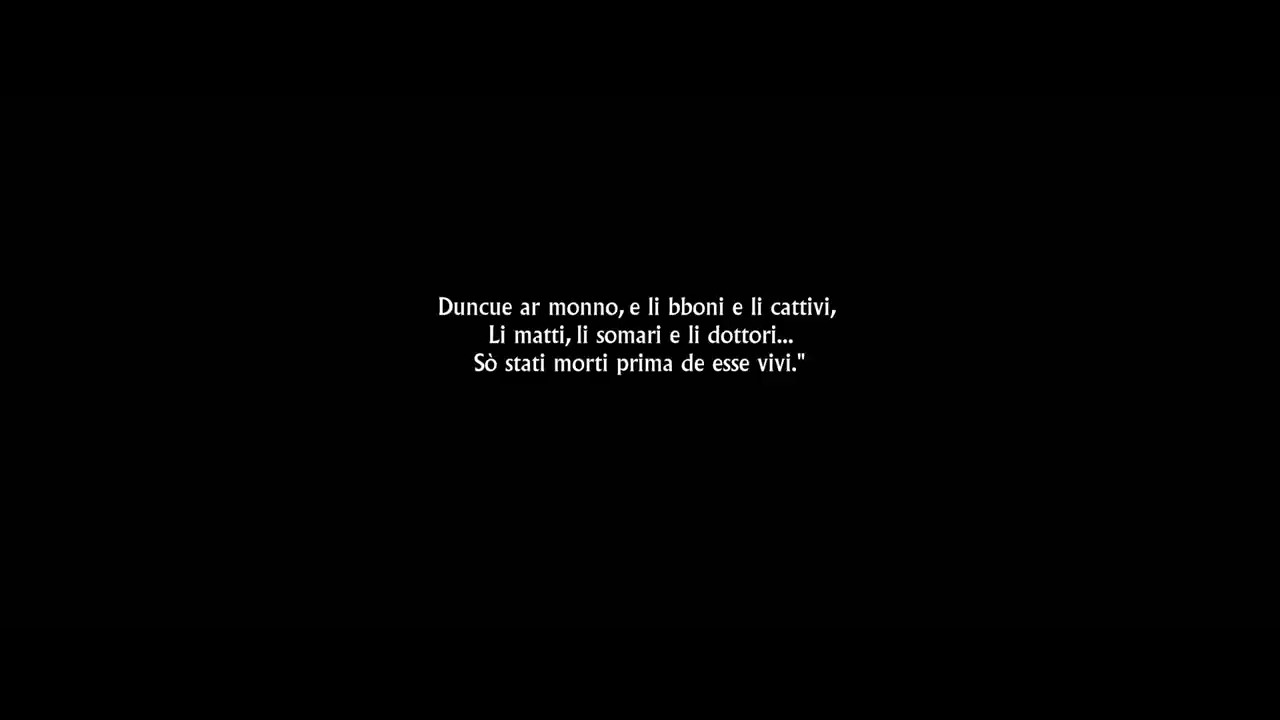 Duncue ar monno, e li bboni e li cattivi,
Li matti, li somari e li dottori...
Sò stati morti prima de esse vivi."